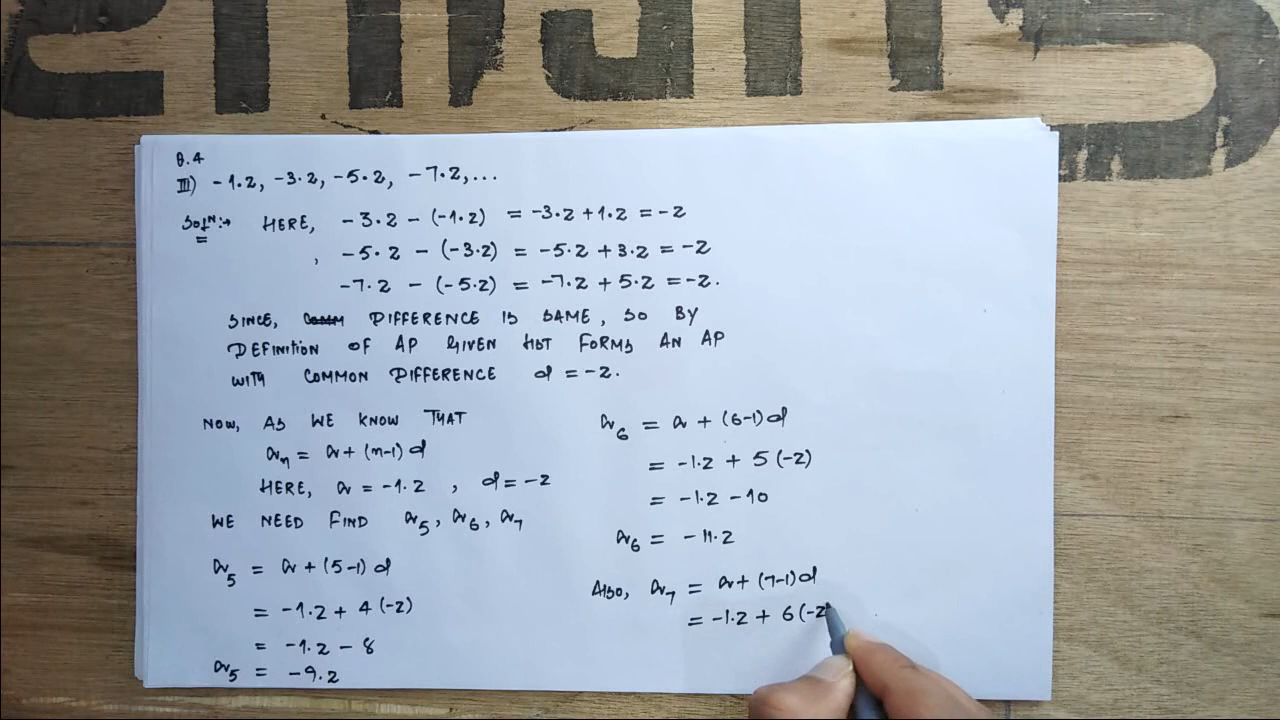 Q.4
III) -1.2, -3.2, -5.2, -7.2,...
Solᴺ:→ HERE, -3.2 - (-1.2) = -3.2 + 1.2 = -2
, -5.2 - (-3.2) = -5.2 + 3.2 = -2
-7.2 - (-5.2) = -7.2 + 5.2 = -2.
SINCE, DIFFERENCE IS SAME, SO BY
DEFINITION OF AP GIVEN LIST FORMS AN AP
WITH COMMON DIFFERENCE d = -2.
NOW, AS WE KNOW THAT
aₙ = a + (n-1) d
HERE, a = -1.2 , d = -2
WE NEED FIND a₅, a₆, a₇
a₅ = a + (5-1) d
= -1.2 + 4 (-2)
= -1.2 - 8
a₅ = -9.2
a₆ = a + (6-1) d
= -1.2 + 5 (-2)
= -1.2 - 10
a₆ = -11.2
ALSO, a₇ = a + (7-1) d
= -1.2 + 6 (-2